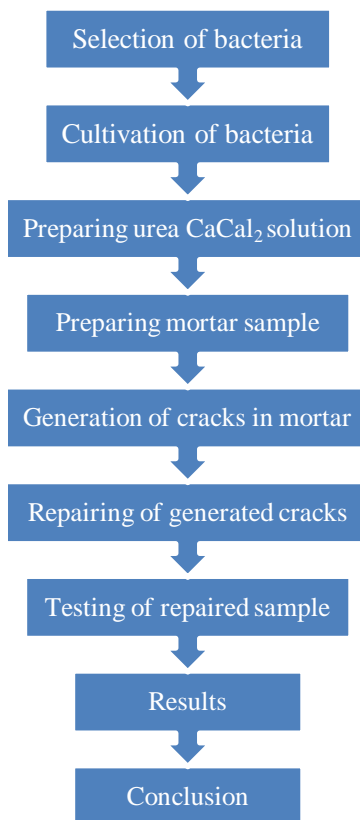 Selection of bacteria
Cultivation of bacteria
Preparing urea CaCal₂ solution
Preparing mortar sample
Generation of cracks in mortar
Repairing of generated cracks
Testing of repaired sample
Results
Conclusion